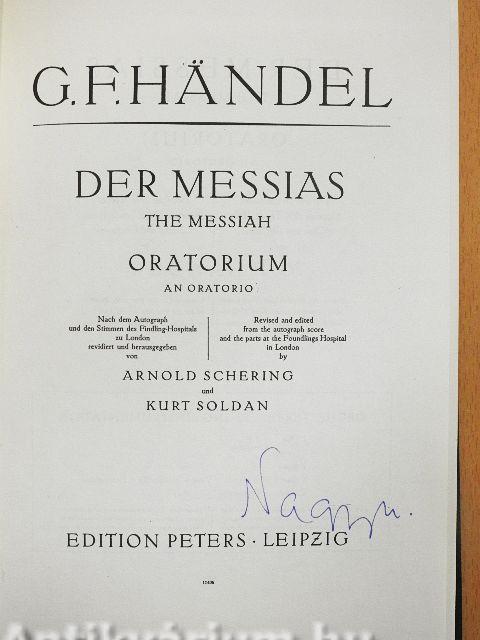 G.F.HÄNDEL
DER MESSIAS
THE MESSIAH
ORATORIUM
AN ORATORIO
Nach dem Autograph
und den Stimmen des Findling-Hospitals
zu London
revidiert und herausgegeben
von
Revised and edited
from the autograph score
and the parts at the Foundlings Hospital
in London
by
ARNOLD SCHERING
und
KURT SOLDAN
EDITION PETERS · LEIPZIG
Antikvárium.hu